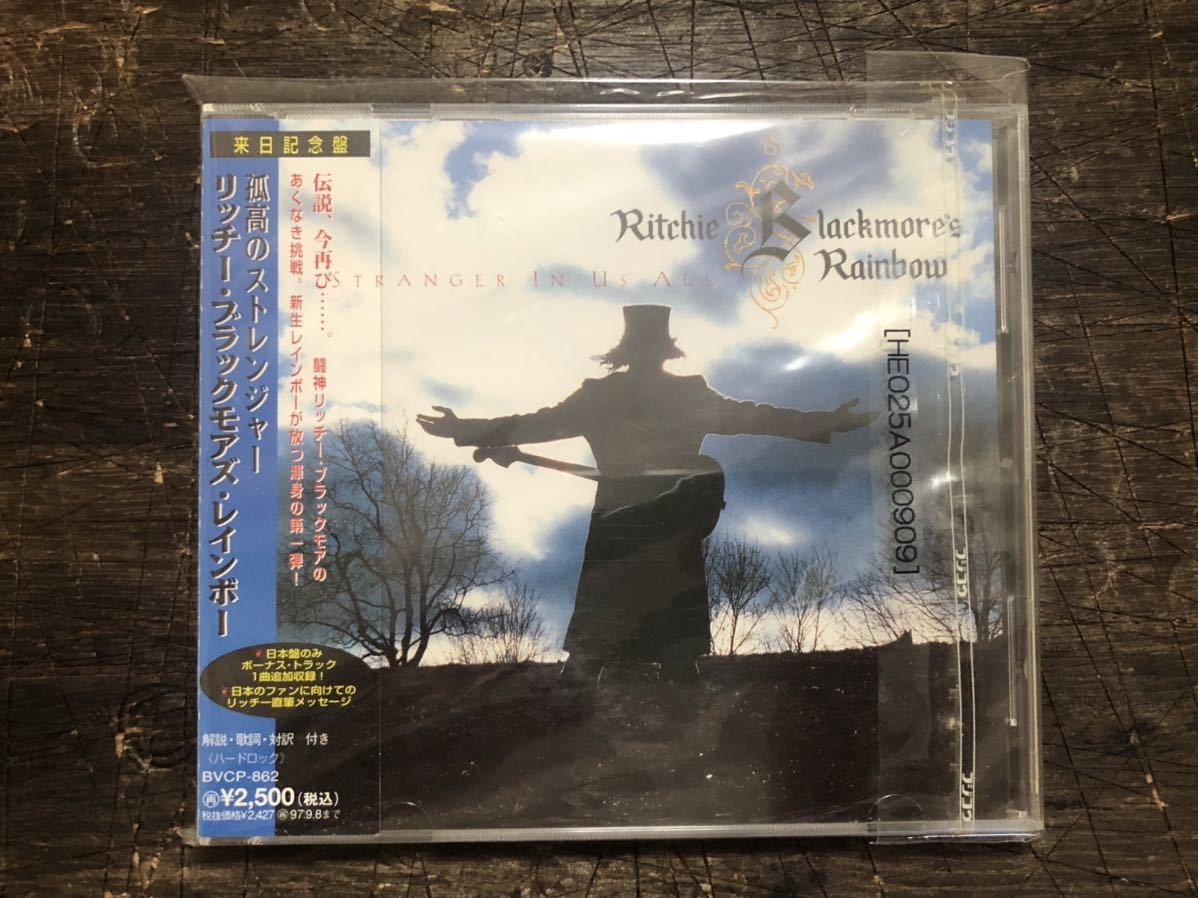 来日記念盤
孤高のストレンジャー
リッチー・ブラックモアズ・レインボー
伝説、今再び……。 闘神リッチー・ブラックモアの
あくなき挑戦。新生レインボーが放つ渾身の第一弾!
Ritchie Blackmore's
Rainbow
STRANGER IN US ALL
[HE025A000909]
日本盤のみ
ボーナス・トラック
1曲追加収録!
日本のファンに向けての
リッチー直筆メッセージ
解説・歌詞・対訳 付き
〈ハードロック〉
BVCP-862
再¥2,500(税込)
税抜価格¥2,427 再97.9.8まで